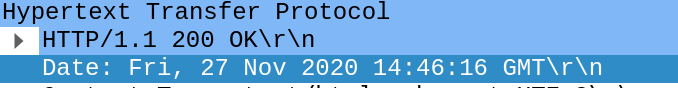 Hypertext Transfer Protocol
HTTP/1.1 200 OK\r\n
Date: Fri, 27 Nov 2020 14:46:16 GMT\r\n